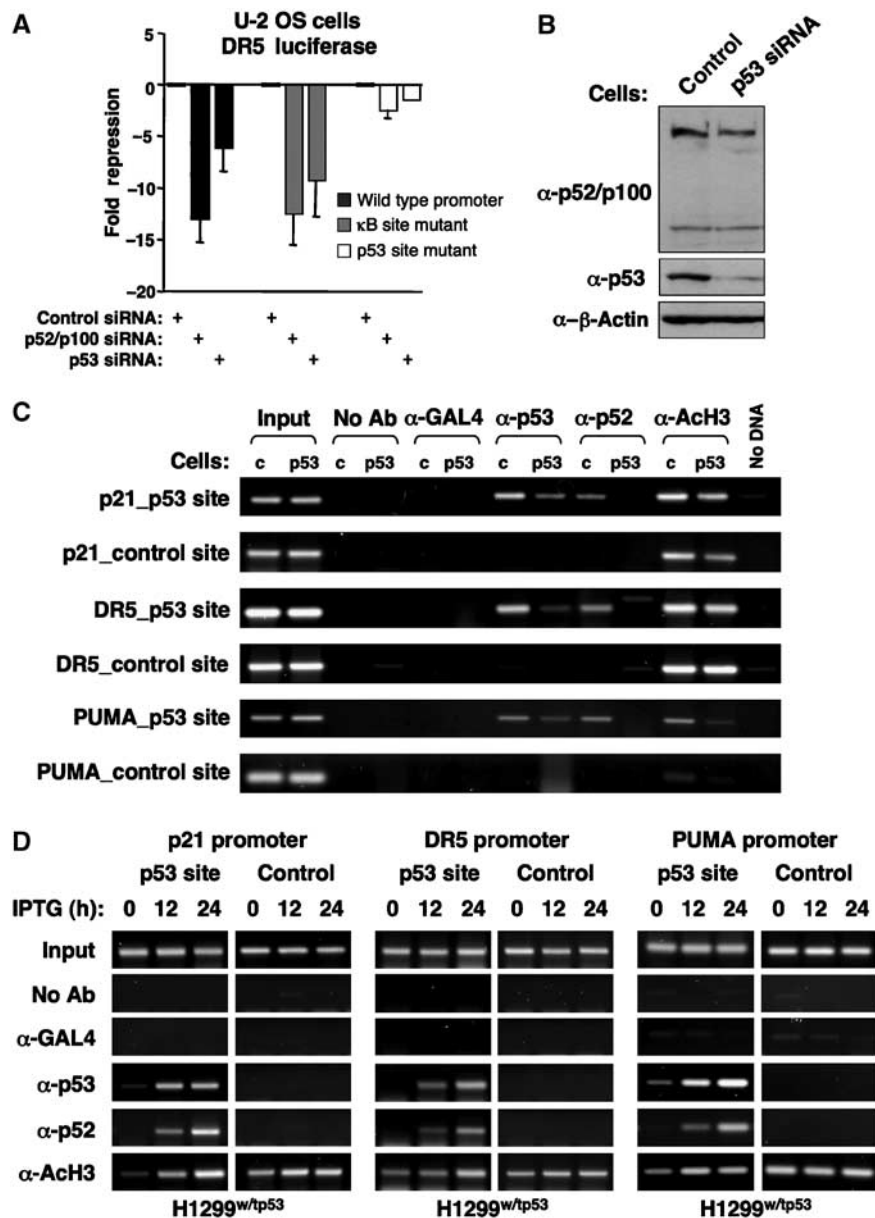 A
U-2 OS cells
DR5 luciferase
Fold repression
5
0
−5
−10
−15
−20
Wild type promoter
κB site mutant
p53 site mutant
Control siRNA: + + +
p52/p100 siRNA: + + +
p53 siRNA: + + +
B
Cells: Control p53 siRNA
α-p52/p100
α-p53
α–β-Actin
C
Input No Ab α-GAL4 α-p53 α-p52 α-AcH3 No DNA
Cells: c p53 c p53 c p53 c p53 c p53 c p53
p21_p53 site
p21_control site
DR5_p53 site
DR5_control site
PUMA_p53 site
PUMA_control site
D
p21 promoter DR5 promoter PUMA promoter
p53 site Control p53 site Control p53 site Control
IPTG (h): 0 12 24 0 12 24 0 12 24 0 12 24 0 12 24 0 12 24
Input
No Ab
α-GAL4
α-p53
α-p52
α-AcH3
H1299w/tp53 H1299w/tp53 H1299w/tp53